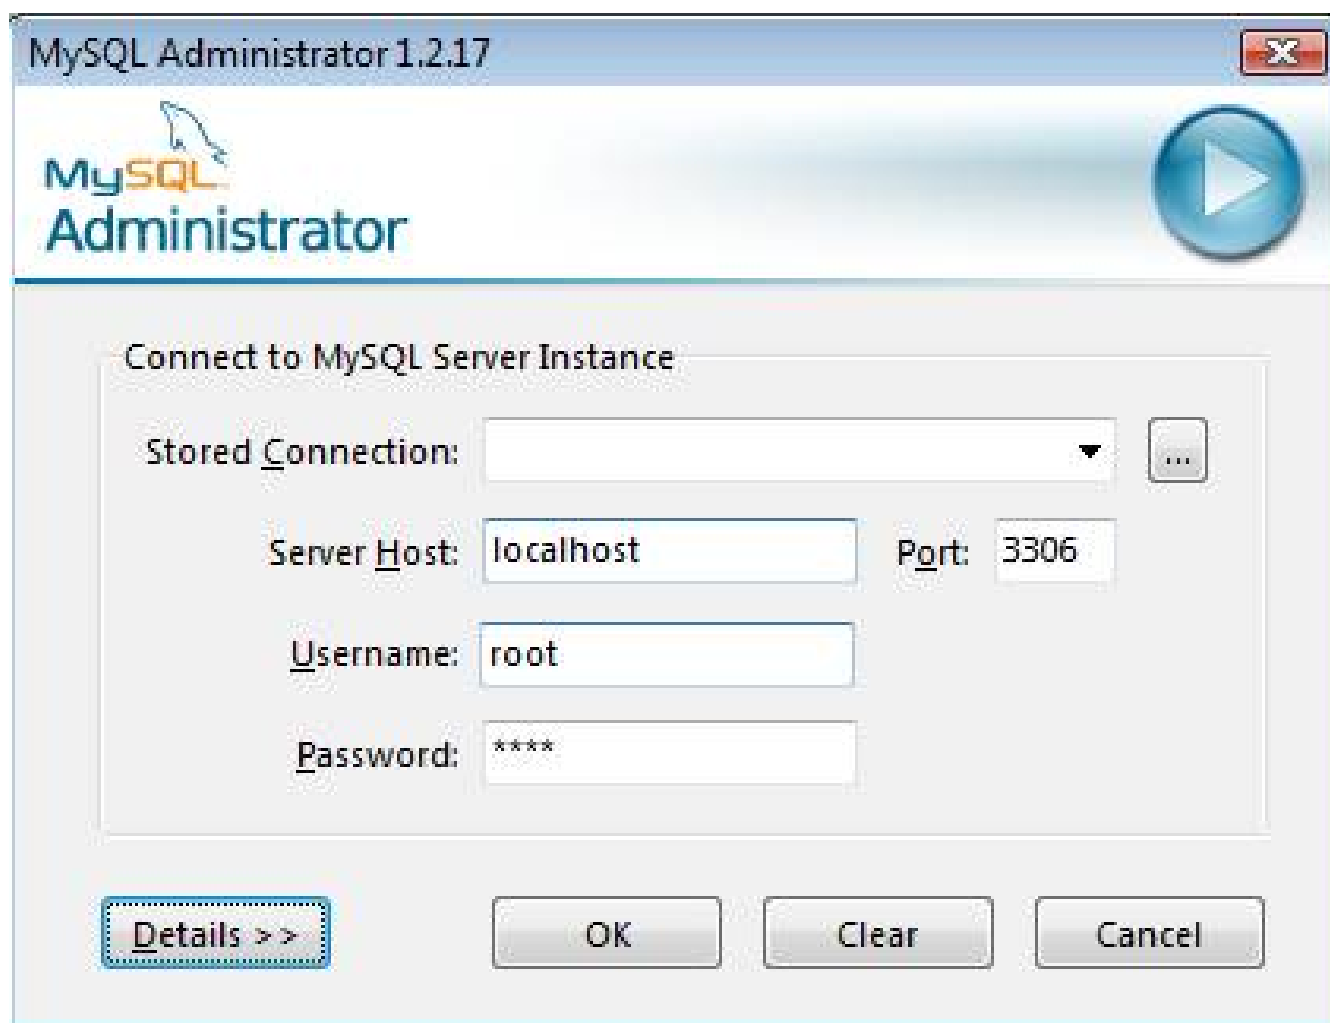 MySQL Administrator 1.2.17
MySQL
Administrator
Connect to MySQL Server Instance
Stored Connection:
...
Server Host: localhost Port: 3306
Username: root
Password: ****
Details >> OK Clear Cancel